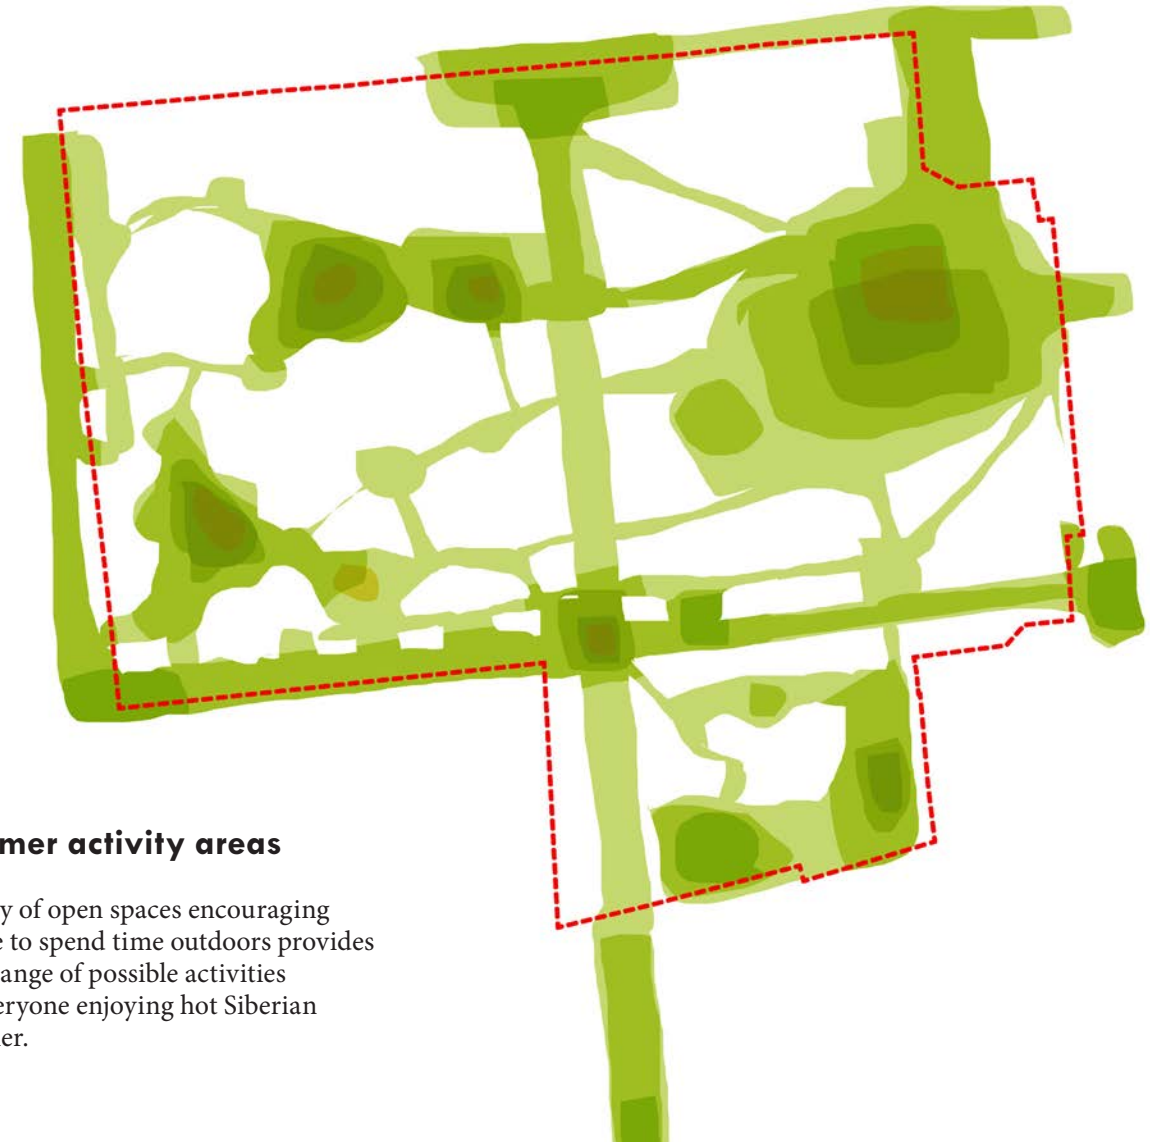 mer activity areas
y of open spaces encouraging
e to spend time outdoors provides
ange of possible activities
eryone enjoying hot Siberian
er.